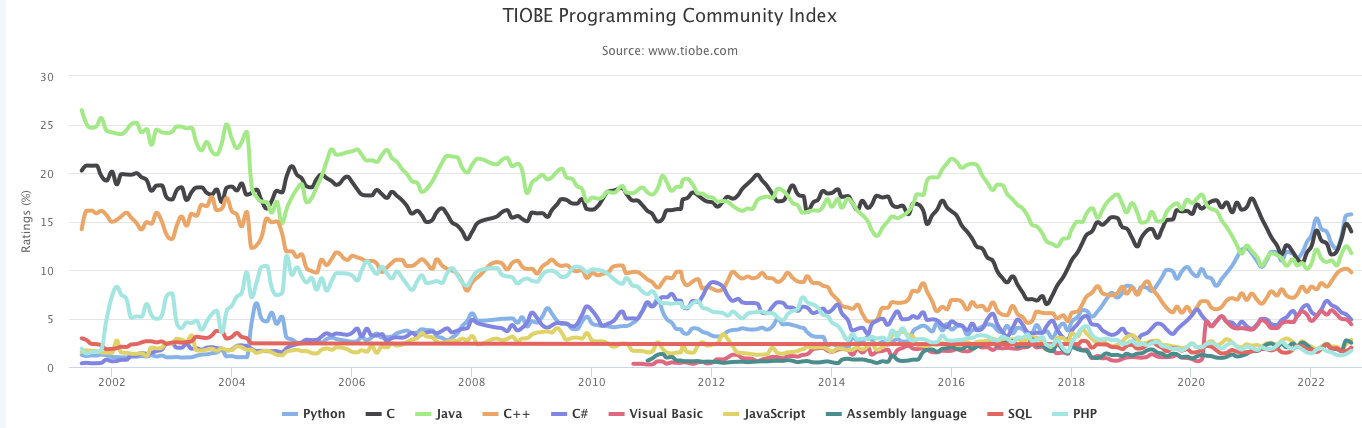 TIOBE Programming Community Index
Source: www.tiobe.com
Ratings (%)
30
25
20
15
10
5
0
2002 2004 2006 2008 2010 2012 2014 2016 2018 2020 2022
Python C Java C++ C# Visual Basic JavaScript Assembly language SQL PHP